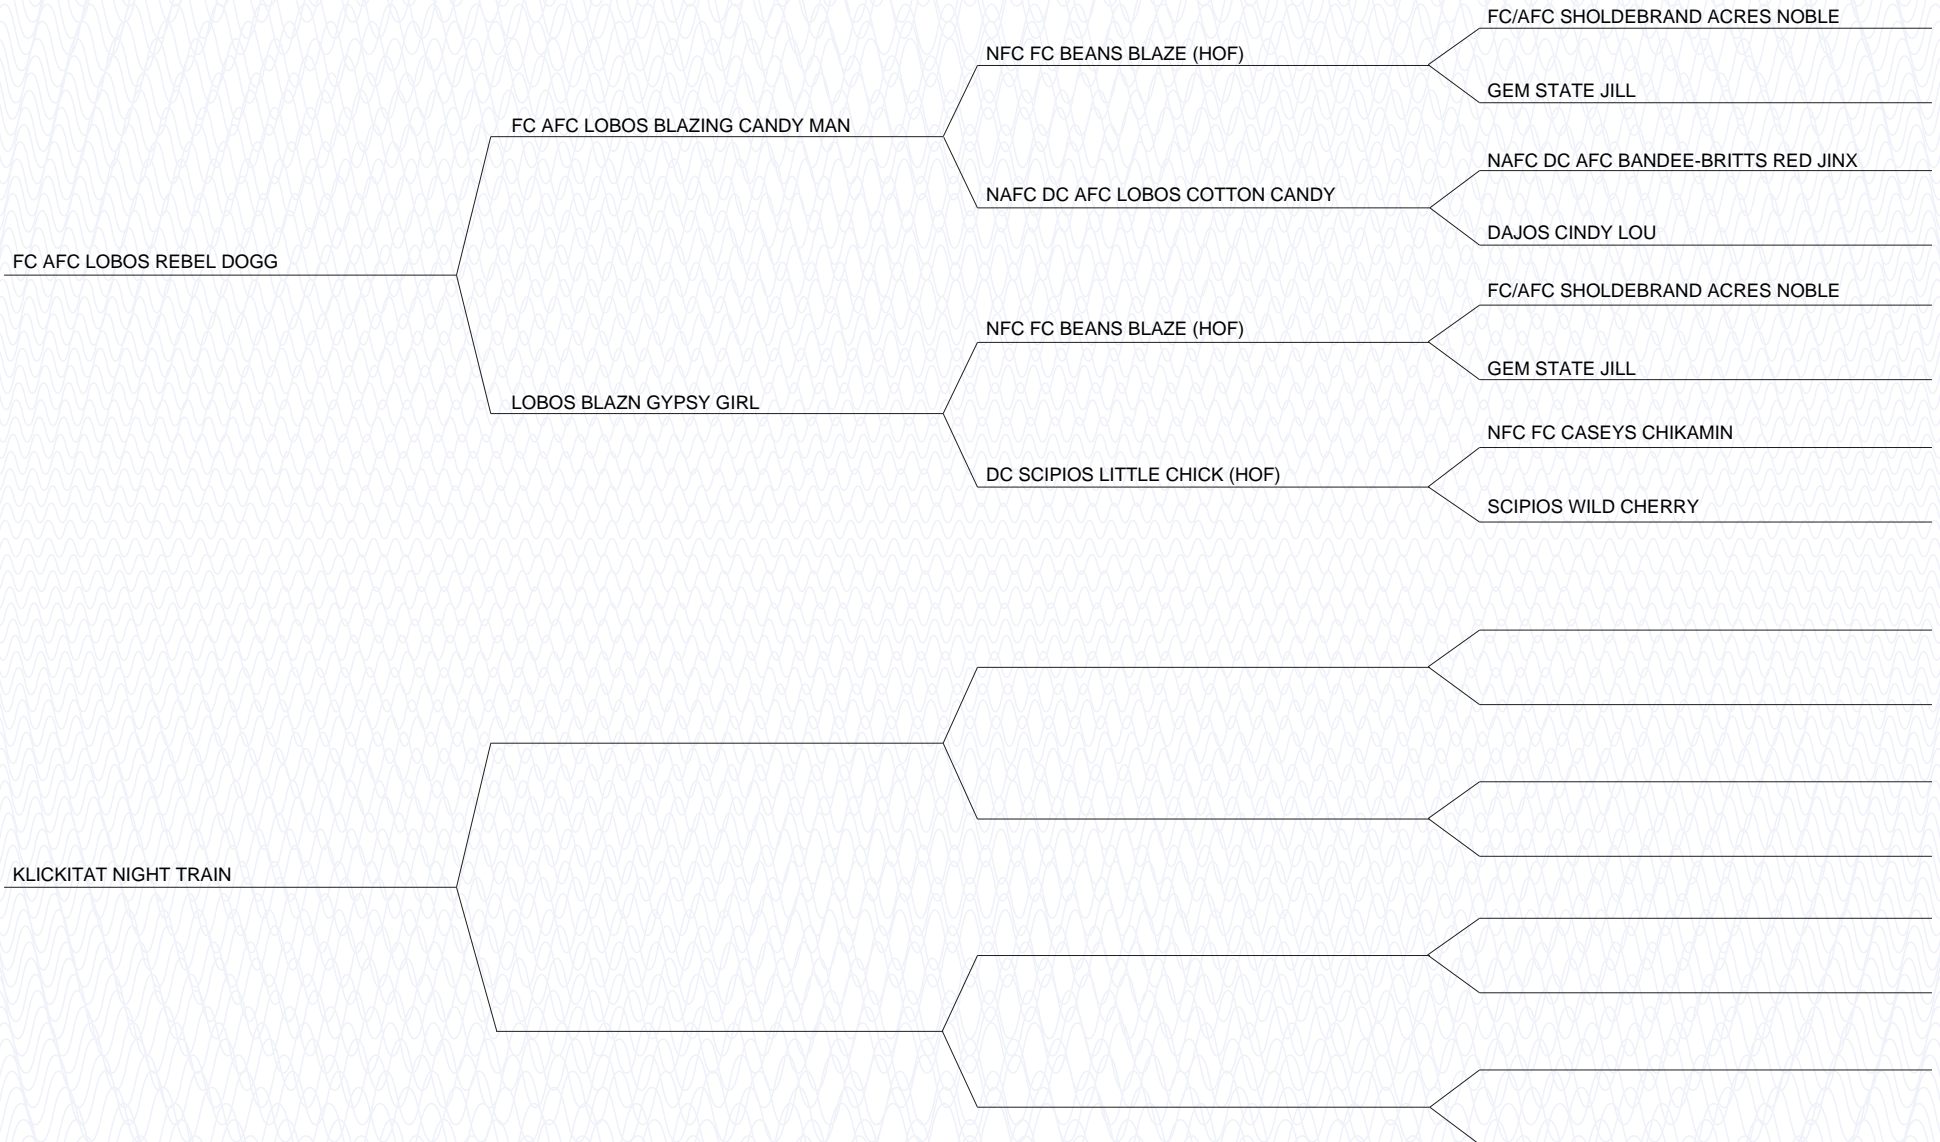 FC/AFC SHOLDEBRAND ACRES NOBLE
NFC FC BEANS BLAZE (HOF)
GEM STATE JILL
FC AFC LOBOS BLAZING CANDY MAN
NAFC DC AFC BANDEE-BRITTS RED JINX
NAFC DC AFC LOBOS COTTON CANDY
DAJOS CINDY LOU
FC AFC LOBOS REBEL DOGG
FC/AFC SHOLDEBRAND ACRES NOBLE
NFC FC BEANS BLAZE (HOF)
GEM STATE JILL
LOBOS BLAZN GYPSY GIRL
NFC FC CASEYS CHIKAMIN
DC SCIPIOS LITTLE CHICK (HOF)
SCIPIOS WILD CHERRY
KLICKITAT NIGHT TRAIN